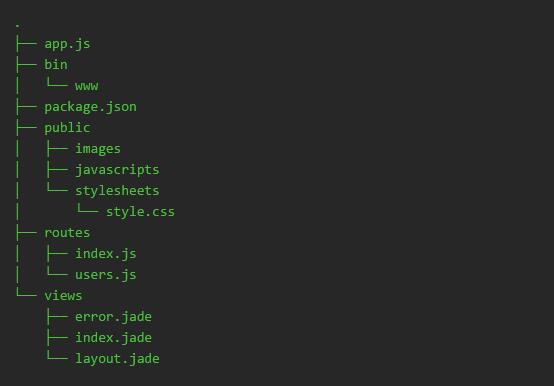 .
├── app.js
├── bin
│   └── www
├── package.json
├── public
│   ├── images
│   ├── javascripts
│   └── stylesheets
│       └── style.css
├── routes
│   ├── index.js
│   └── users.js
└── views
    ├── error.jade
    ├── index.jade
    └── layout.jade